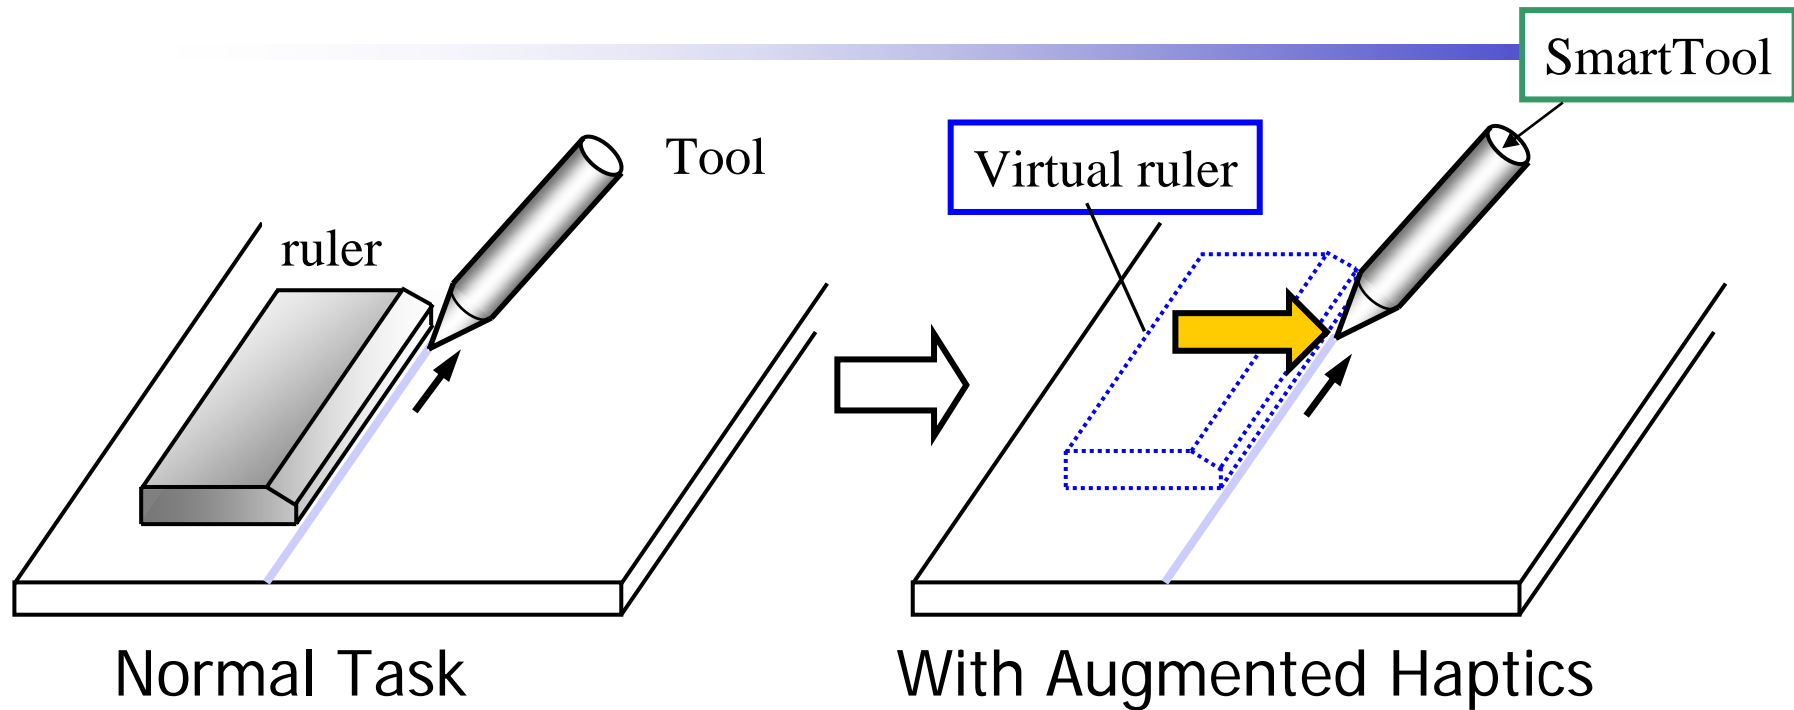 SmartTool
Tool
Virtual ruler
ruler
Normal Task
With Augmented Haptics